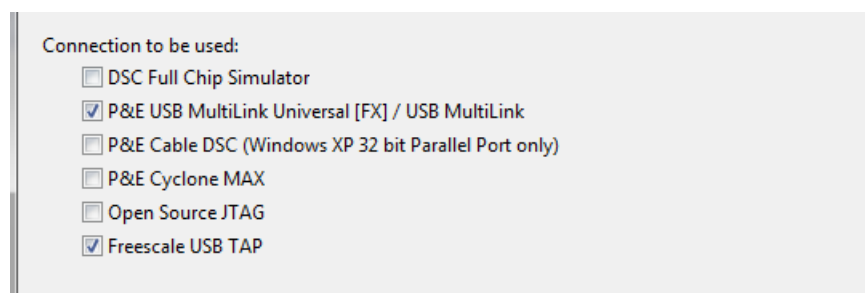 Connection to be used:
DSC Full Chip Simulator
P&E USB MultiLink Universal [FX] / USB MultiLink
P&E Cable DSC (Windows XP 32 bit Parallel Port only)
P&E Cyclone MAX
Open Source JTAG
Freescale USB TAP